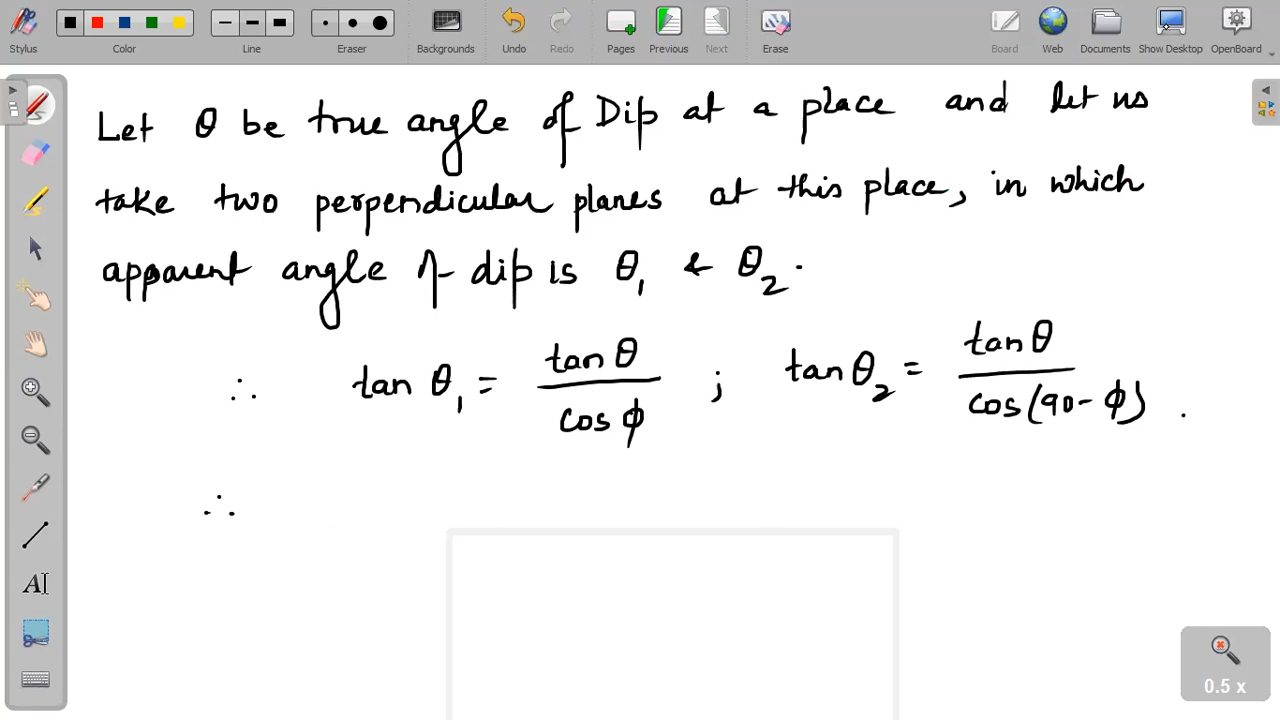 Stylus Color Line Eraser Backgrounds Undo Redo Pages Previous Next Erase Board Web Documents Show Desktop OpenBoard
Let θ be true angle of Dip at a place and let us
take two perpendicular planes at this place, in which
apparent angle of dip is θ₁ & θ₂.
∴ tan θ₁ = tan θ / cos ϕ ; tan θ₂ = tan θ / cos(90 - ϕ) .
∴
0.5 x